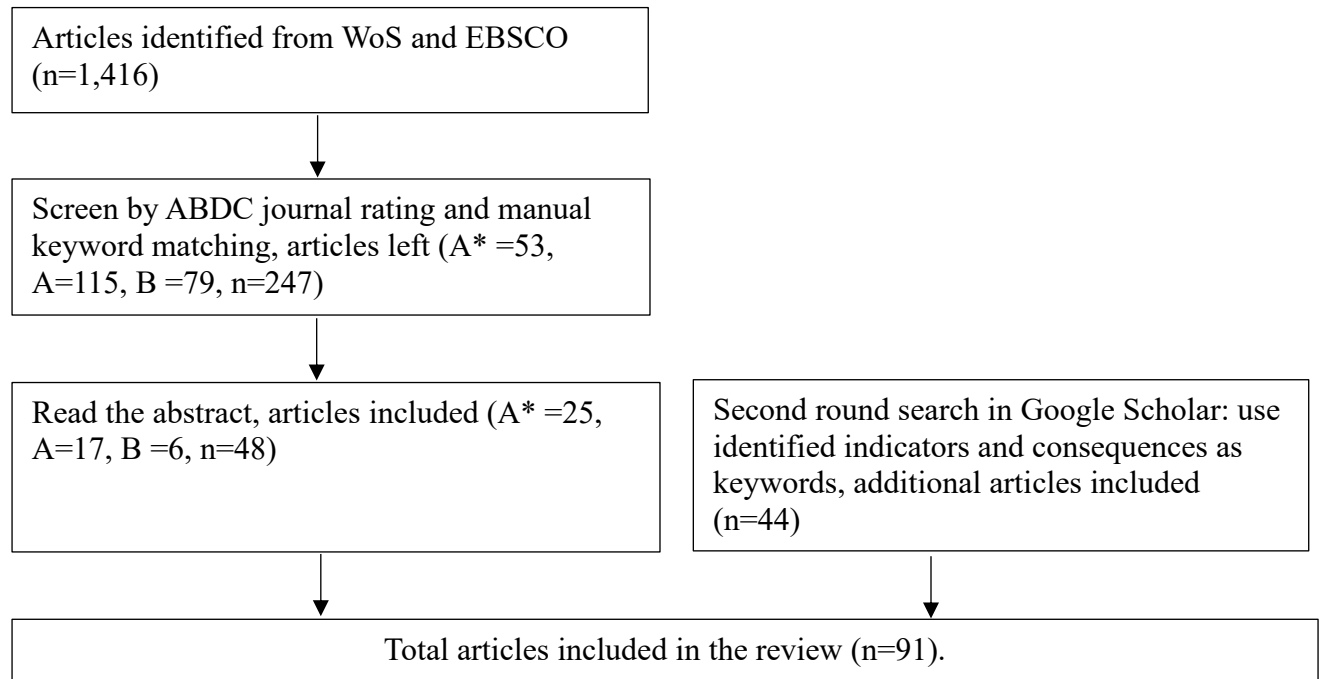 Articles identified from WoS and EBSCO
(n=1,416)
Screen by ABDC journal rating and manual
keyword matching, articles left (A* =53,
A=115, B =79, n=247)
Read the abstract, articles included (A* =25,
A=17, B =6, n=48)
Second round search in Google Scholar: use
identified indicators and consequences as
keywords, additional articles included
(n=44)
Total articles included in the review (n=91).